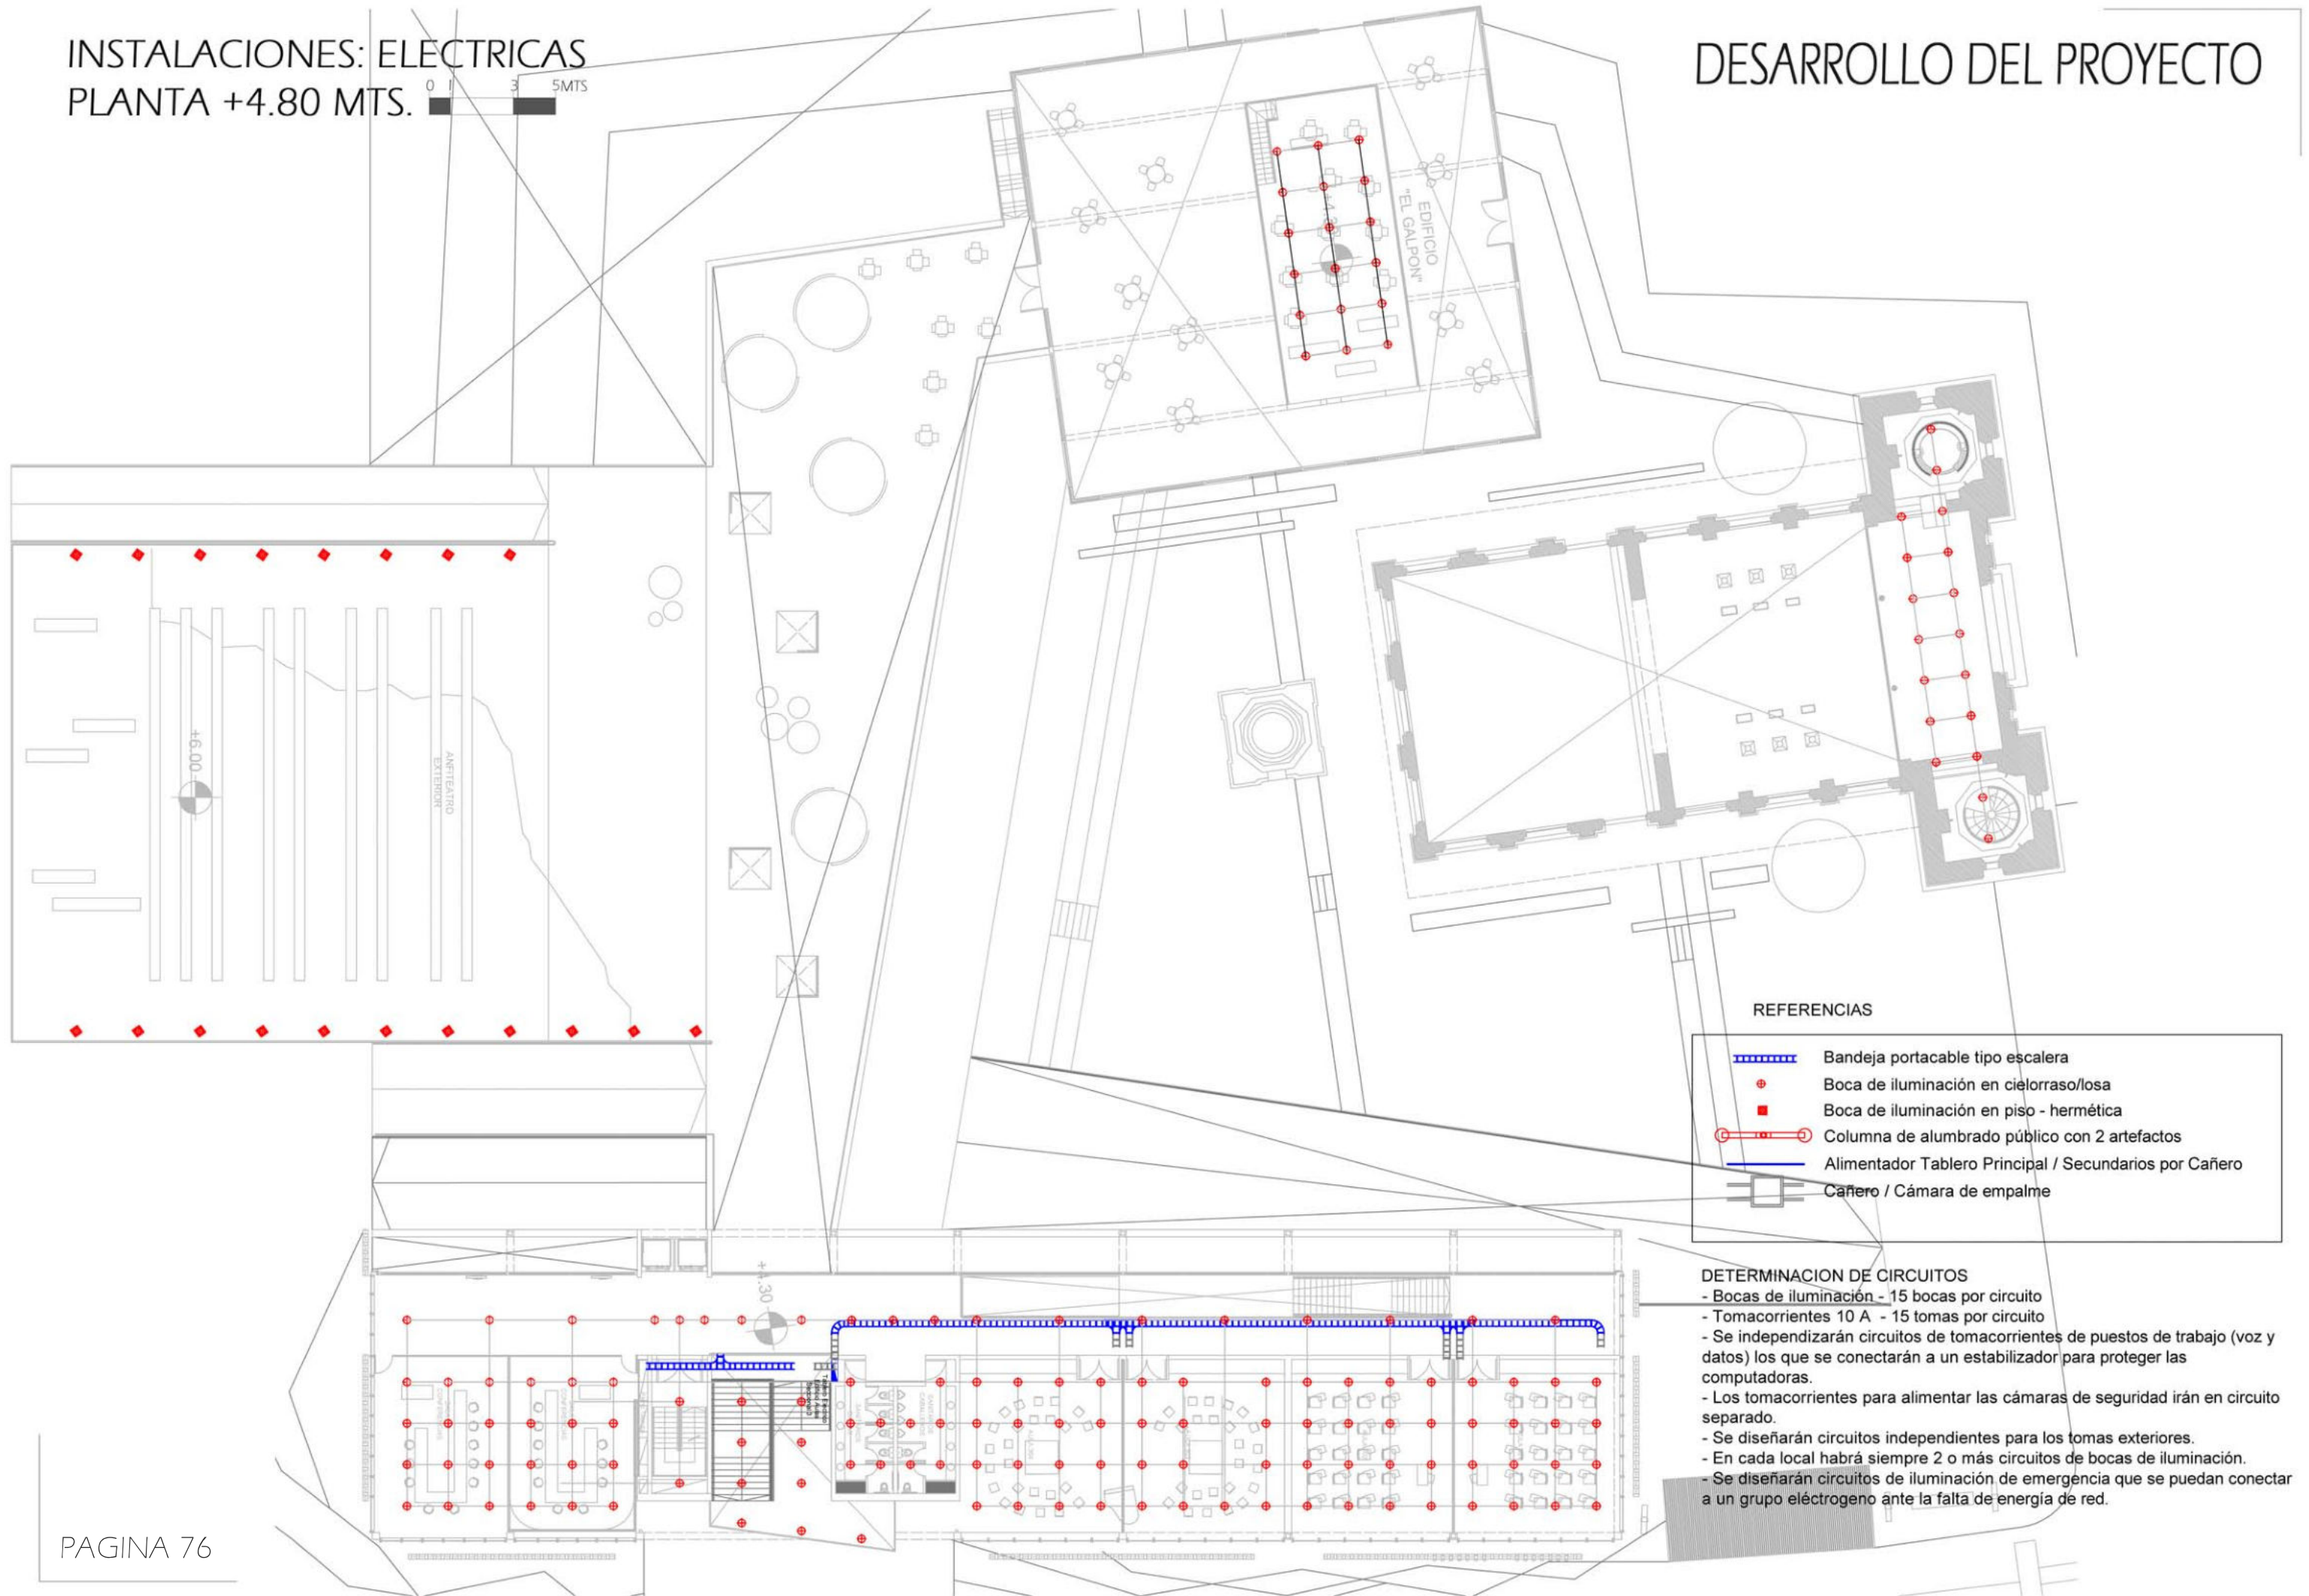 INSTALACIONES: ELECTRICAS
PLANTA +4.80 MTS.
0 1 3 5MTS
DESARROLLO DEL PROYECTO
EDIFICIO
"EL GALPON"
+6.00
ANFITEATRO
EXTERIOR
REFERENCIAS
Bandeja portacable tipo escalera
Boca de iluminación en cielorraso/losa
Boca de iluminación en piso - hermética
Columna de alumbrado público con 2 artefactos
Alimentador Tablero Principal / Secundarios por Cañero
Cañero / Cámara de empalme
+4.30
DETERMINACION DE CIRCUITOS
- Bocas de iluminación - 15 bocas por circuito
- Tomacorrientes 10 A - 15 tomas por circuito
- Se independizarán circuitos de tomacorrientes de puestos de trabajo (voz y
datos) los que se conectarán a un estabilizador para proteger las
computadoras.
- Los tomacorrientes para alimentar las cámaras de seguridad irán en circuito
separado.
- Se diseñarán circuitos independientes para los tomas exteriores.
- En cada local habrá siempre 2 o más circuitos de bocas de iluminación.
- Se diseñarán circuitos de iluminación de emergencia que se puedan conectar
a un grupo eléctrogeno ante la falta de energía de red.
PAGINA 76